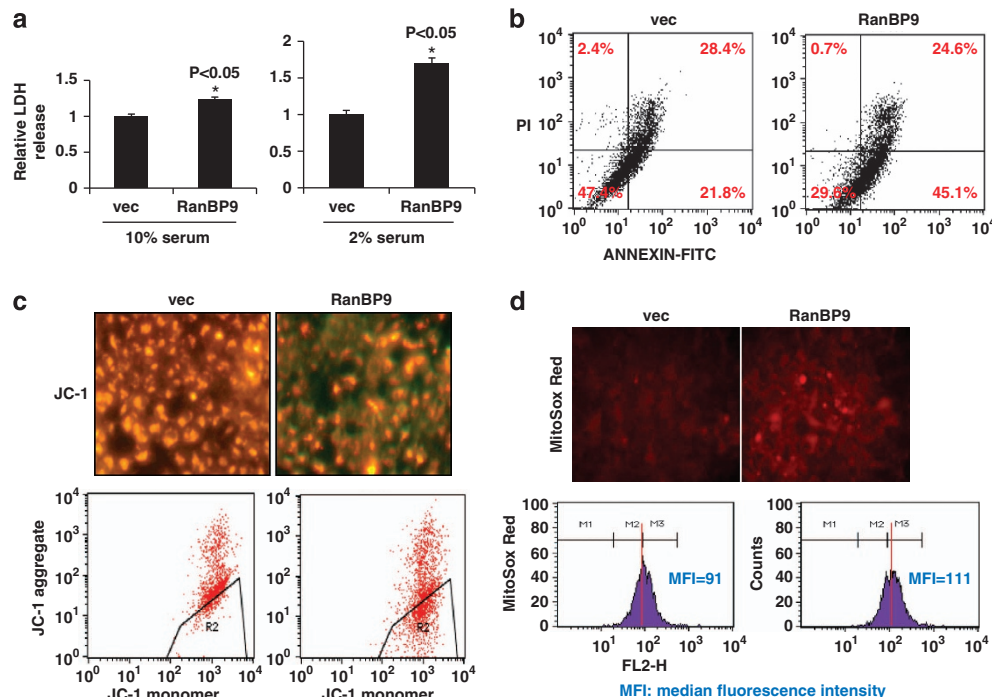 a
Relative LDH release
1.5
1
0.5
0
P<0.05
*
vec
RanBP9
10% serum
2
1.5
1
0.5
0
P<0.05
*
vec
RanBP9
2% serum
b
vec
RanBP9
PI
10^4
10^3
10^2
10^1
10^0
2.4%
28.4%
21.8%
10^0
10^1
10^2
10^3
10^4
10^4
10^3
10^2
10^1
10^0
0.7%
24.6%
45.1%
10^0
10^1
10^2
10^3
10^4
ANNEXIN-FITC
c
vec
RanBP9
JC-1
JC-1 aggregate
10^4
10^3
10^2
10^1
10^0
R2
10^0
10^1
10^2
10^3
10^4
JC-1 monomer
10^4
10^3
10^2
10^1
10^0
R2
10^0
10^1
10^2
10^3
10^4
JC-1 monomer
d
vec
RanBP9
MitoSox Red
MitoSox Red
100
80
60
40
20
0
M1
M2
M3
MFI=91
10^1
10^2
10^3
10^4
FL2-H
Counts
100
80
60
40
20
0
M1
M2
M3
MFI=111
10^1
10^2
10^3
10^4
MFI: median fluorescence intensity